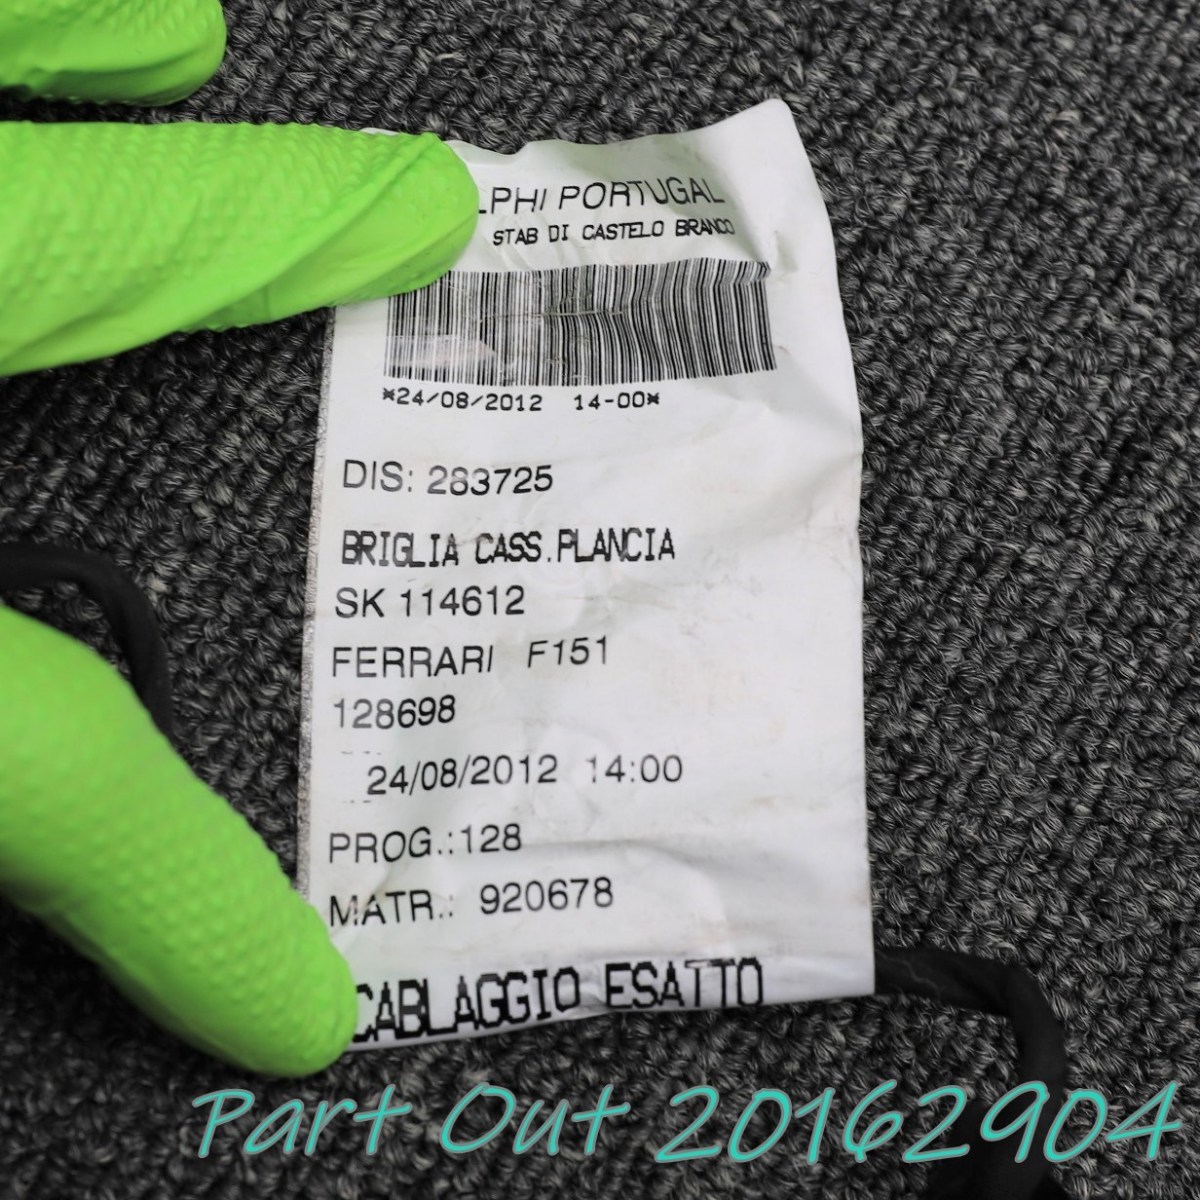 LPHI PORTUGAL
STAB DI CASTELO BRANCO
*24/08/2012 14-00*
DIS: 283725
BRIGLIA CASS.PLANCIA
SK 114612
FERRARI F151
128698
24/08/2012 14:00
PROG.:128
MATR.: 920678
CABLAGGIO ESATTO
Part Out 20162904